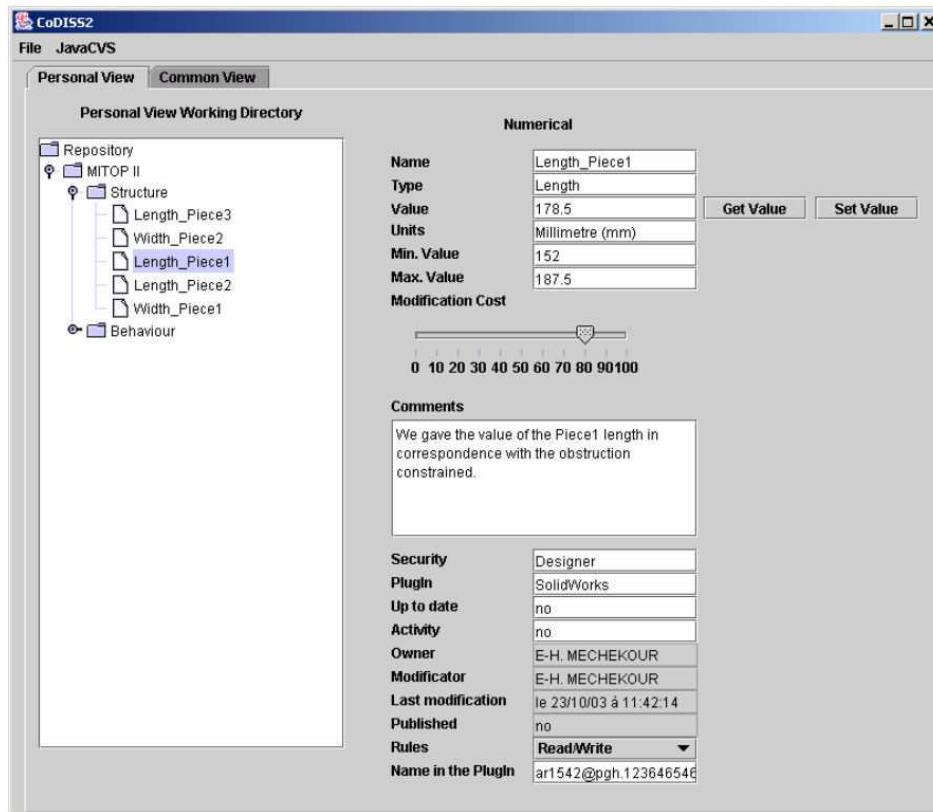 CoDISS2
File JavaCVS
Personal View Common View
Personal View Working Directory
Repository
MITOP II
Structure
Length_Piece3
Width_Piece2
Length_Piece1
Length_Piece2
Width_Piece1
Behaviour
Numerical
Name Length_Piece1
Type Length
Value 178.5 Get Value Set Value
Units Millimetre (mm)
Min. Value 152
Max. Value 187.5
Modification Cost
0 10 20 30 40 50 60 70 80 90100
Comments
We gave the value of the Piece1 length in
correspondence with the obstruction
constrained.
Security Designer
PlugIn SolidWorks
Up to date no
Activity no
Owner E-H. MECHEKOUR
Modificator E-H. MECHEKOUR
Last modification le 23/10/03 à 11:42:14
Published no
Rules Read/Write
Name in the PlugIn ar1542@pgh.123646546